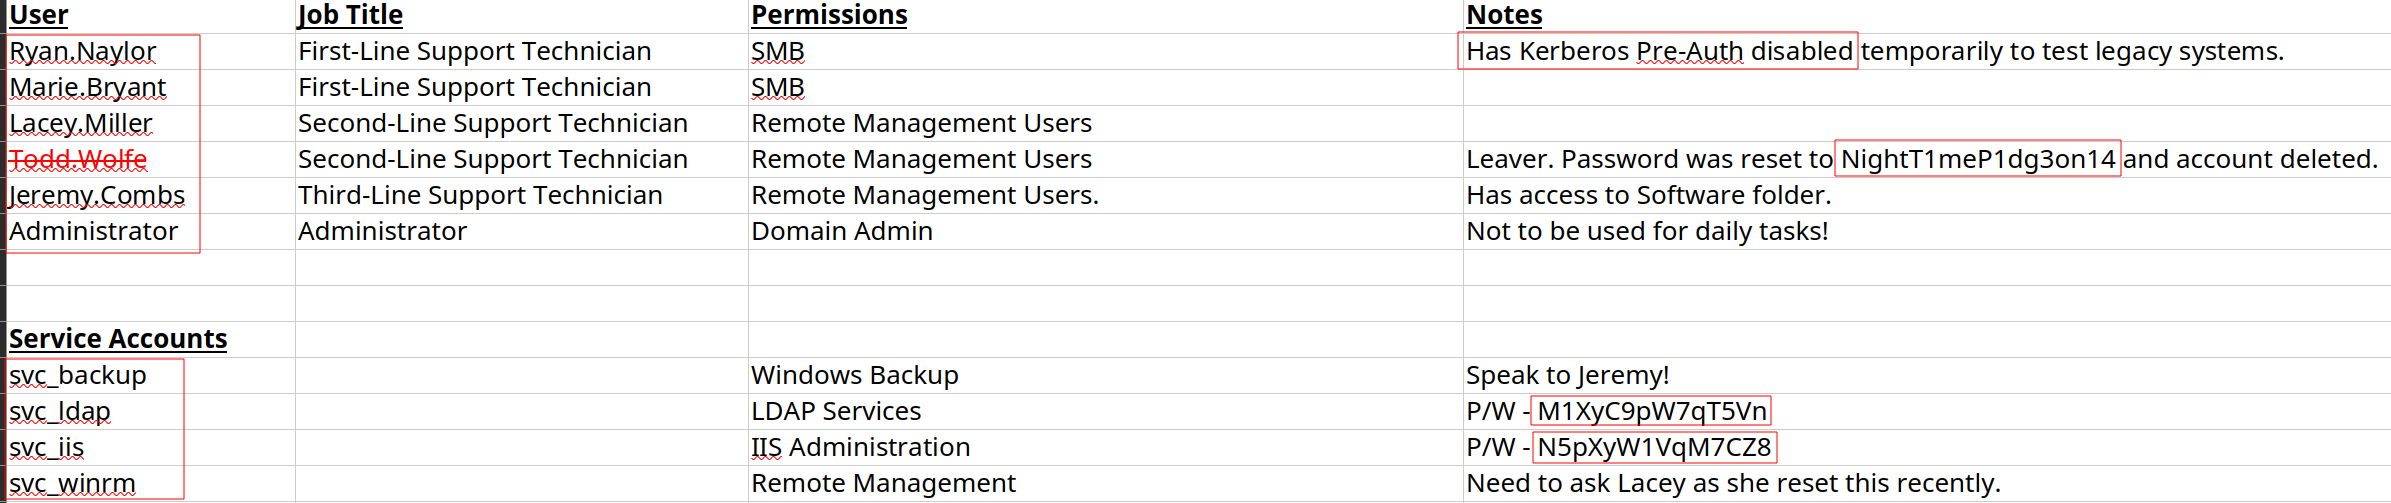 User Job Title Permissions Notes
Ryan.Naylor First-Line Support Technician SMB Has Kerberos Pre-Auth disabled temporarily to test legacy systems.
Marie.Bryant First-Line Support Technician SMB
Lacey.Miller Second-Line Support Technician Remote Management Users
Todd.Wolfe Second-Line Support Technician Remote Management Users Leaver. Password was reset to NightT1meP1dg3on14 and account deleted.
Jeremy.Combs Third-Line Support Technician Remote Management Users. Has access to Software folder.
Administrator Administrator Domain Admin Not to be used for daily tasks!
Service Accounts
svc_backup Windows Backup Speak to Jeremy!
svc_ldap LDAP Services P/W - M1XyC9pW7qT5Vn
svc_iis IIS Administration P/W - N5pXyW1VqM7CZ8
svc_winrm Remote Management Need to ask Lacey as she reset this recently.